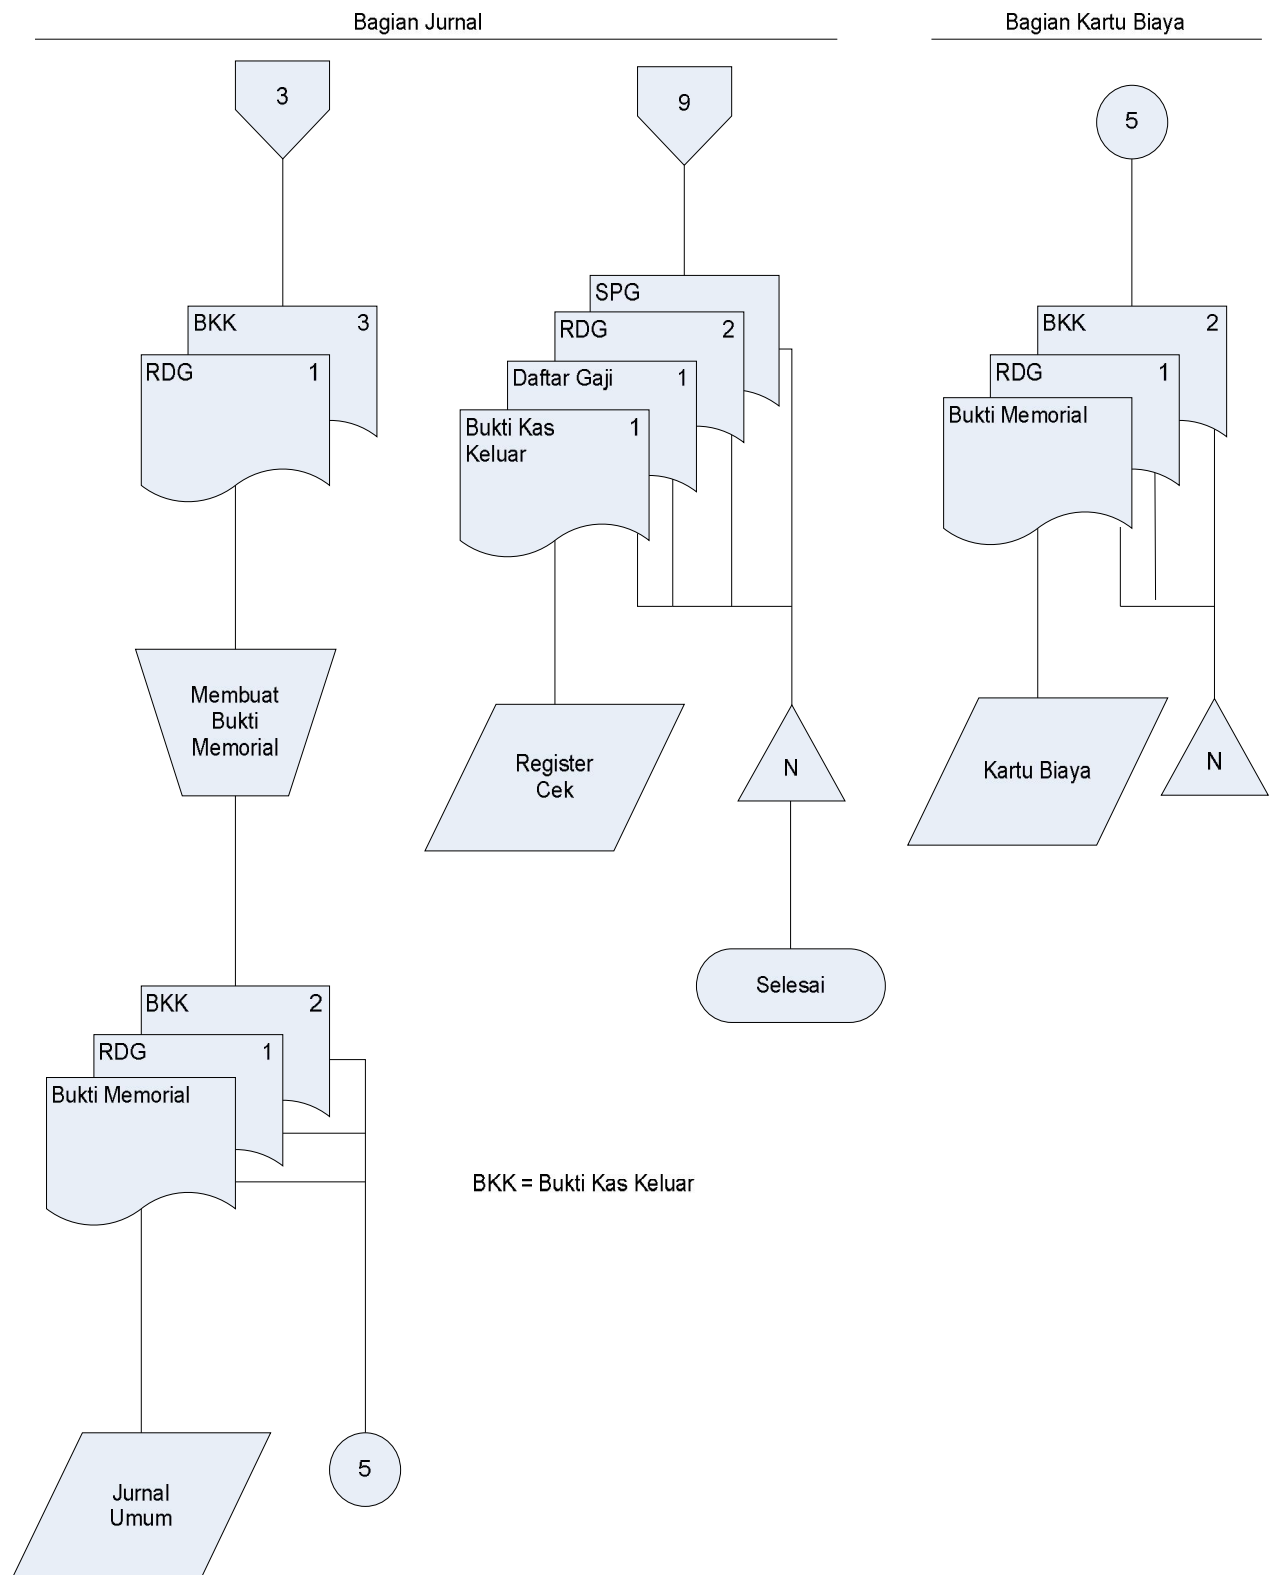 Bagian Jurnal
3
BKK 3
RDG 1
Membuat
Bukti
Memorial
BKK 2
RDG 1
Bukti Memorial
Jurnal
Umum
5
9
SPG
RDG 2
Daftar Gaji 1
Bukti Kas 1
Keluar
Register
Cek
N
Selesai
BKK = Bukti Kas Keluar
Bagian Kartu Biaya
5
BKK 2
RDG 1
Bukti Memorial
Kartu Biaya
N